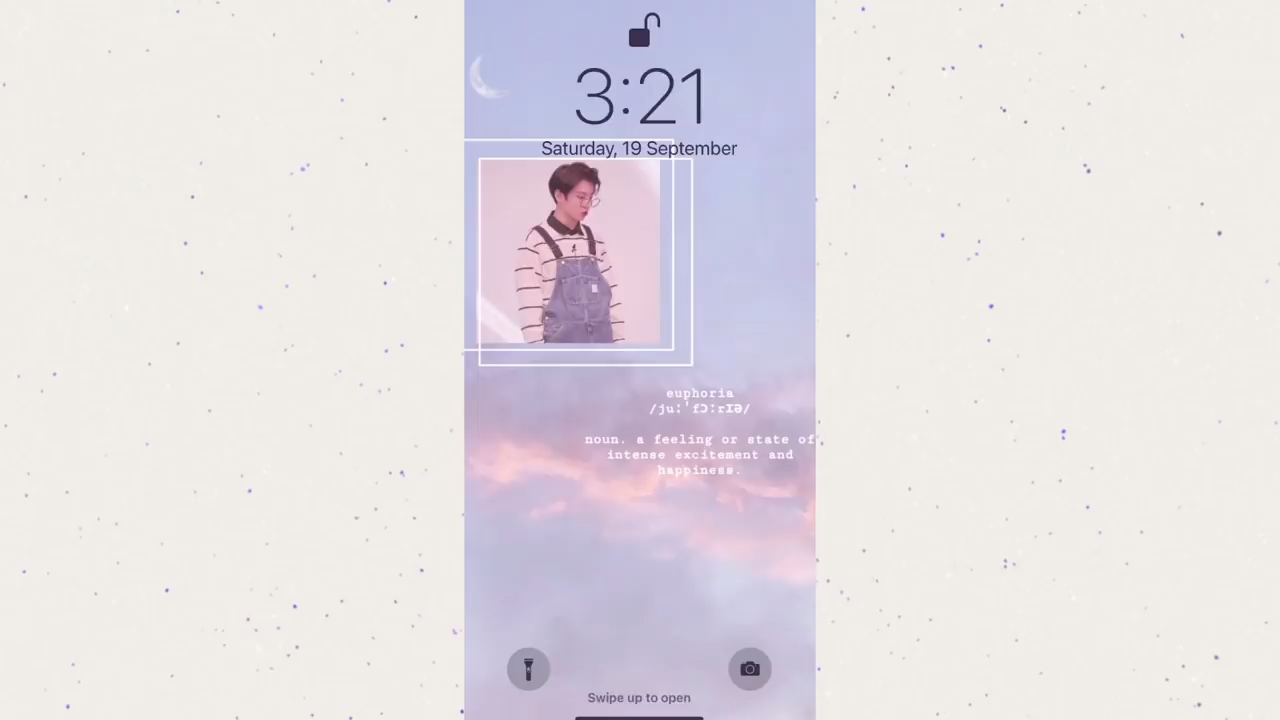 3:21
Saturday, 19 September
euphoria
/juːˈfɔːrɪə/
noun. a feeling or state of
intense excitement and
happiness.
Swipe up to open